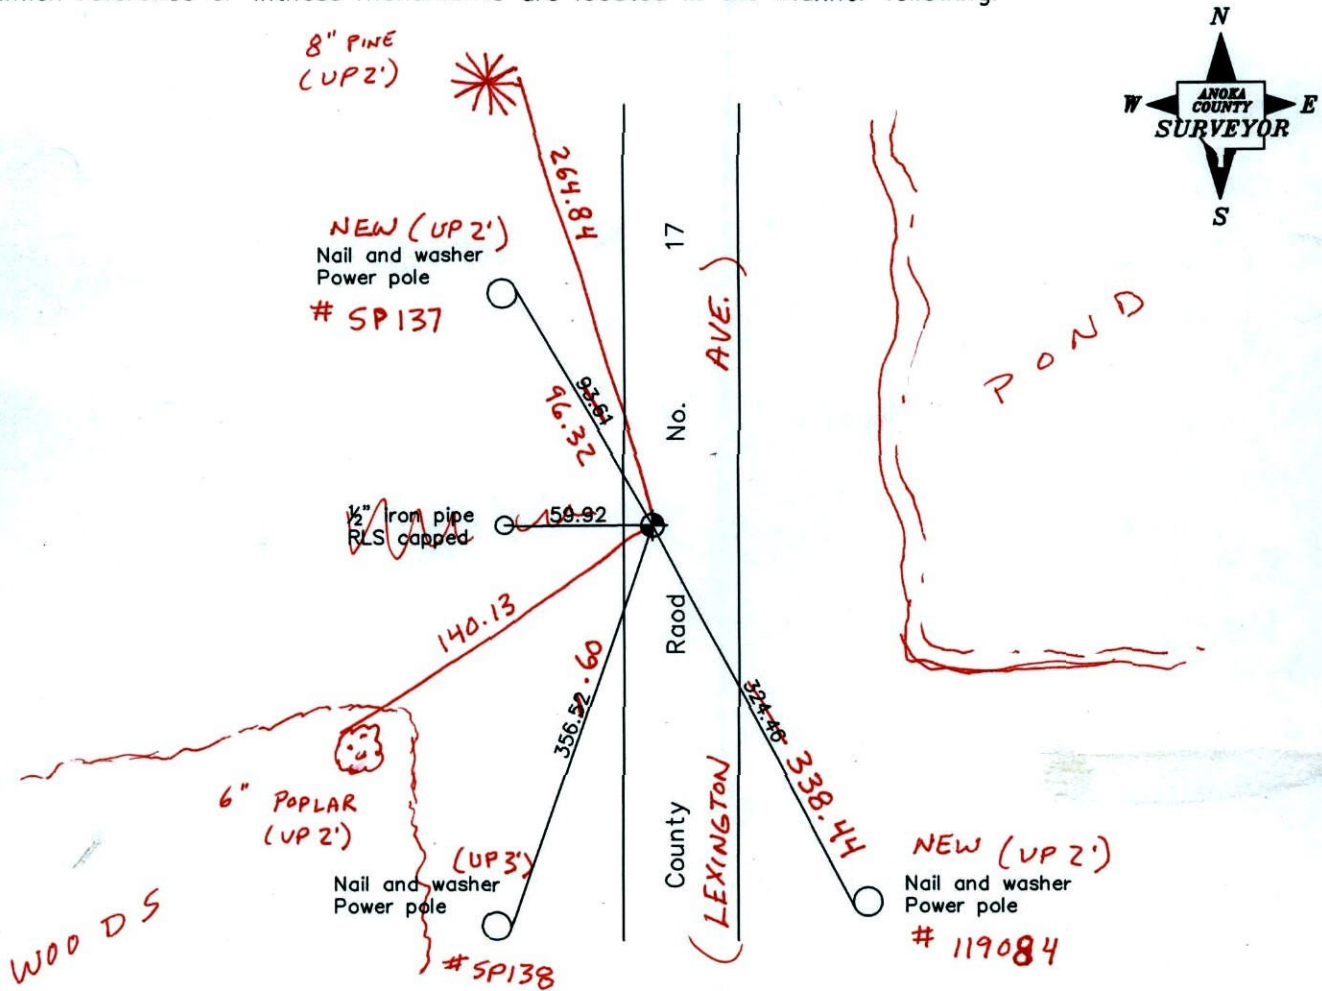 8" PINE
(UP 2')
N
W
ANOKA
COUNTY
E
SURVEYOR
S
264.84
NEW (UP 2')
Nail and washer
Power pole
# SP137
17
AVE.)
POND
93.61
96.32
No.
½" iron pipe
RLS capped
59.92
140.13
Raod
356.52
.60
324.46
338.44
6" POPLAR
(UP 2')
(UP 3')
Nail and washer
Power pole
#SP138
County
(LEXINGTON
NEW (UP 2')
Nail and washer
Power pole
# 119084
WOODS